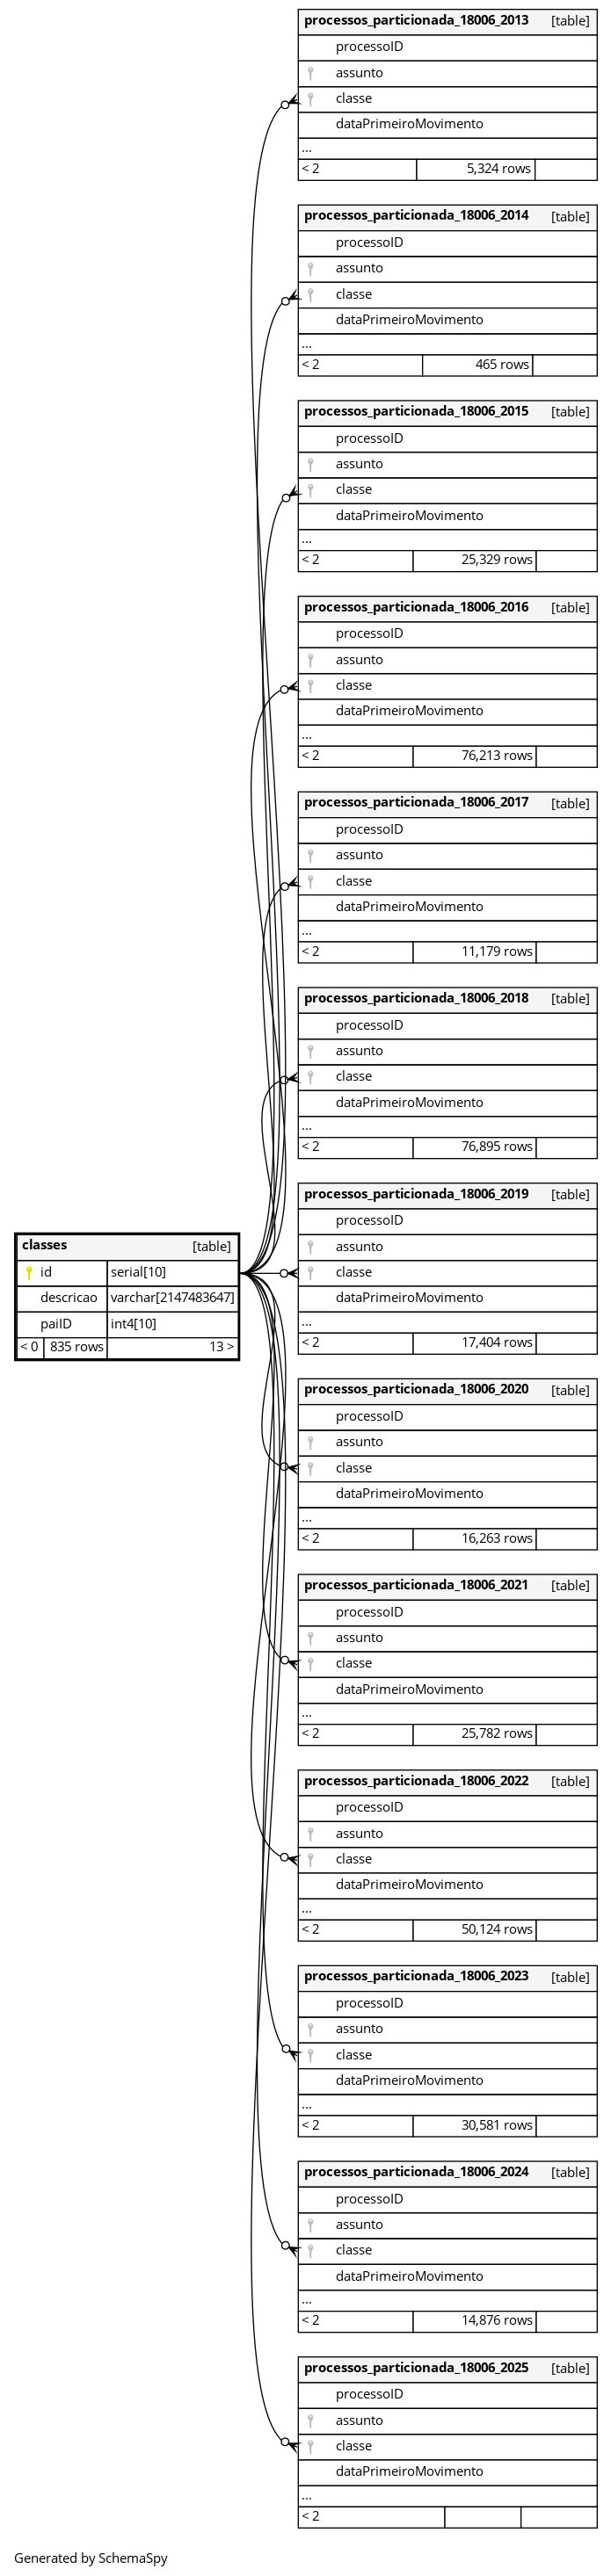 processos_particionada_18006_2013 [table]
processoID
assunto
classe
dataPrimeiroMovimento
...
< 2 5,324 rows
processos_particionada_18006_2014 [table]
processoID
assunto
classe
dataPrimeiroMovimento
...
< 2 465 rows
processos_particionada_18006_2015 [table]
processoID
assunto
classe
dataPrimeiroMovimento
...
< 2 25,329 rows
processos_particionada_18006_2016 [table]
processoID
assunto
classe
dataPrimeiroMovimento
...
< 2 76,213 rows
processos_particionada_18006_2017 [table]
processoID
assunto
classe
dataPrimeiroMovimento
...
< 2 11,179 rows
processos_particionada_18006_2018 [table]
processoID
assunto
classe
dataPrimeiroMovimento
...
< 2 76,895 rows
classes [table]
id serial[10]
descricao varchar[2147483647]
paiID int4[10]
< 0 835 rows 13 >
processos_particionada_18006_2019 [table]
processoID
assunto
classe
dataPrimeiroMovimento
...
< 2 17,404 rows
processos_particionada_18006_2020 [table]
processoID
assunto
classe
dataPrimeiroMovimento
...
< 2 16,263 rows
processos_particionada_18006_2021 [table]
processoID
assunto
classe
dataPrimeiroMovimento
...
< 2 25,782 rows
processos_particionada_18006_2022 [table]
processoID
assunto
classe
dataPrimeiroMovimento
...
< 2 50,124 rows
processos_particionada_18006_2023 [table]
processoID
assunto
classe
dataPrimeiroMovimento
...
< 2 30,581 rows
processos_particionada_18006_2024 [table]
processoID
assunto
classe
dataPrimeiroMovimento
...
< 2 14,876 rows
processos_particionada_18006_2025 [table]
processoID
assunto
classe
dataPrimeiroMovimento
...
< 2
Generated by SchemaSpy